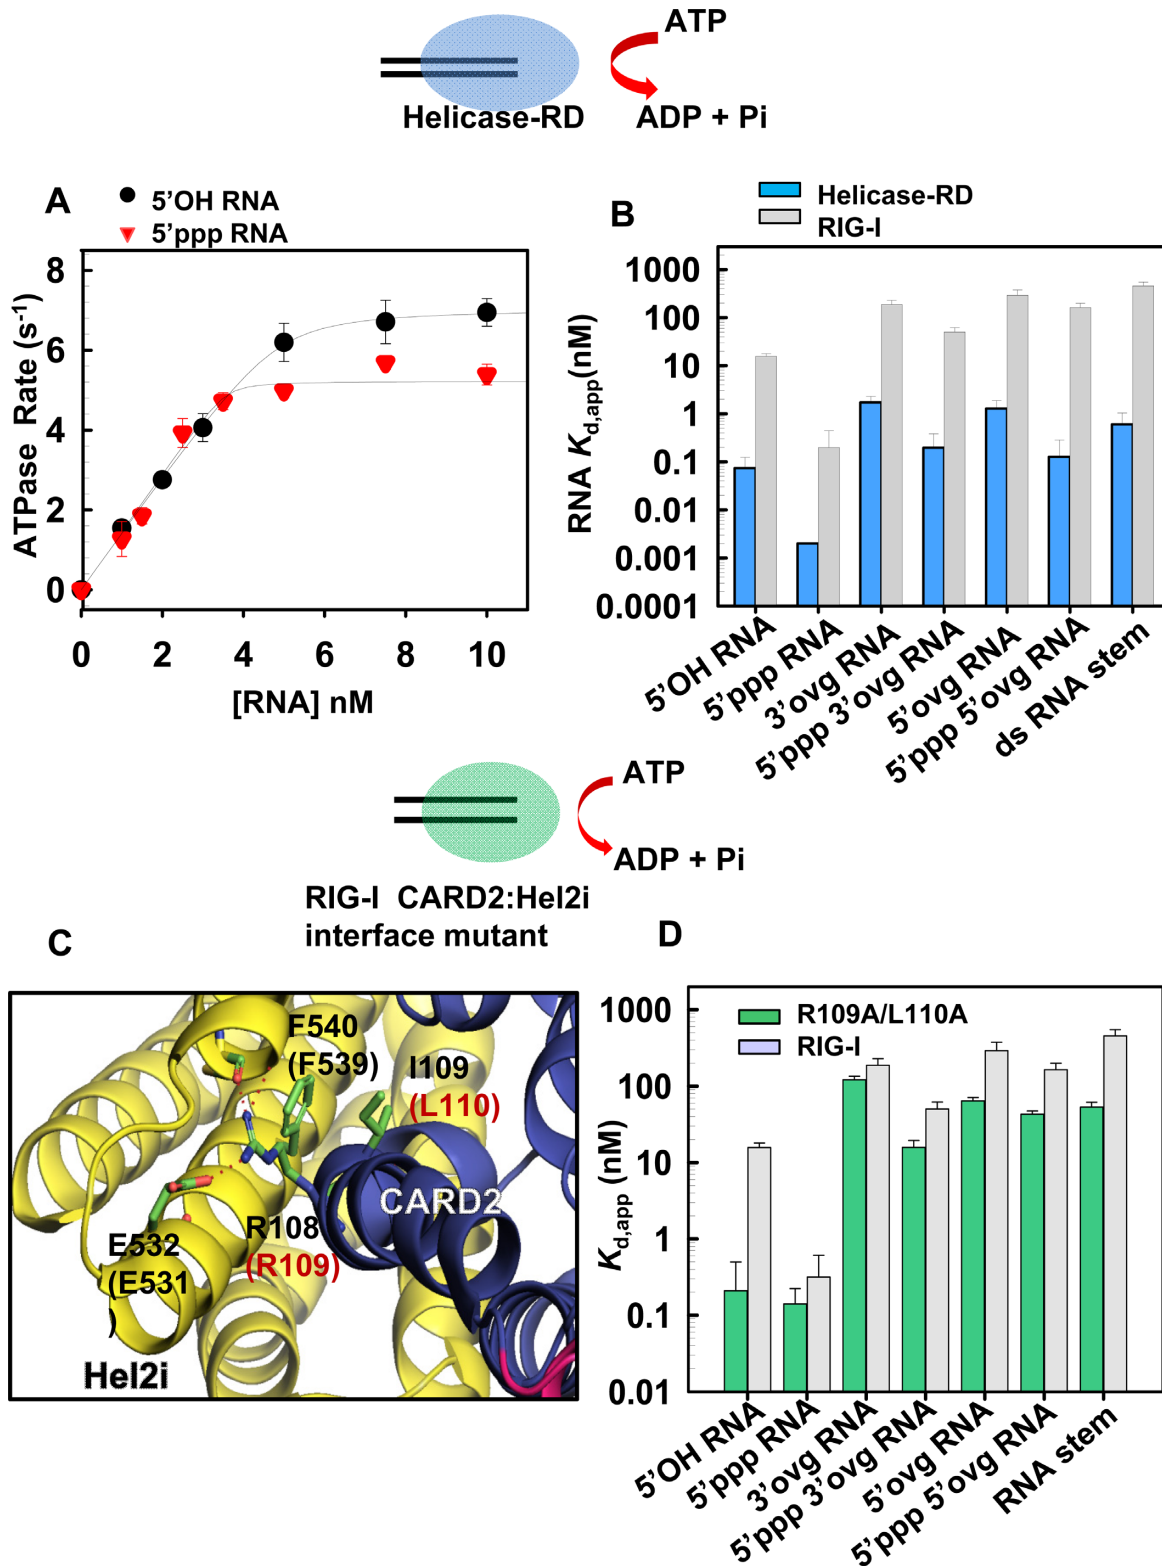 ATP
Helicase-RD
ADP + Pi
A
5’OH RNA
5’ppp RNA
ATPase Rate (s-1)
8
6
4
2
0
0 2 4 6 8 10
[RNA] nM
B
Helicase-RD
RIG-I
RNA Kd,app(nM)
1000
100
10
1
0.1
0.01
0.001
0.0001
5’OH RNA
5’ppp RNA
3’ovg RNA
5’ppp 3’ovg RNA
5’ovg RNA
5’ppp 5’ovg RNA
ds RNA stem
ATP
ADP + Pi
RIG-I CARD2:Hel2i
interface mutant
C
F540
(F539)
I109
(L110)
CARD2
R108
(R109)
E532
(E531
)
Hel2i
D
R109A/L110A
RIG-I
Kd,app (nM)
1000
100
10
1
0.1
0.01
5’OH RNA
5’ppp RNA
3’ovg RNA
5’ppp 3’ovg RNA
5’ovg RNA
5’ppp 5’ovg RNA
RNA stem